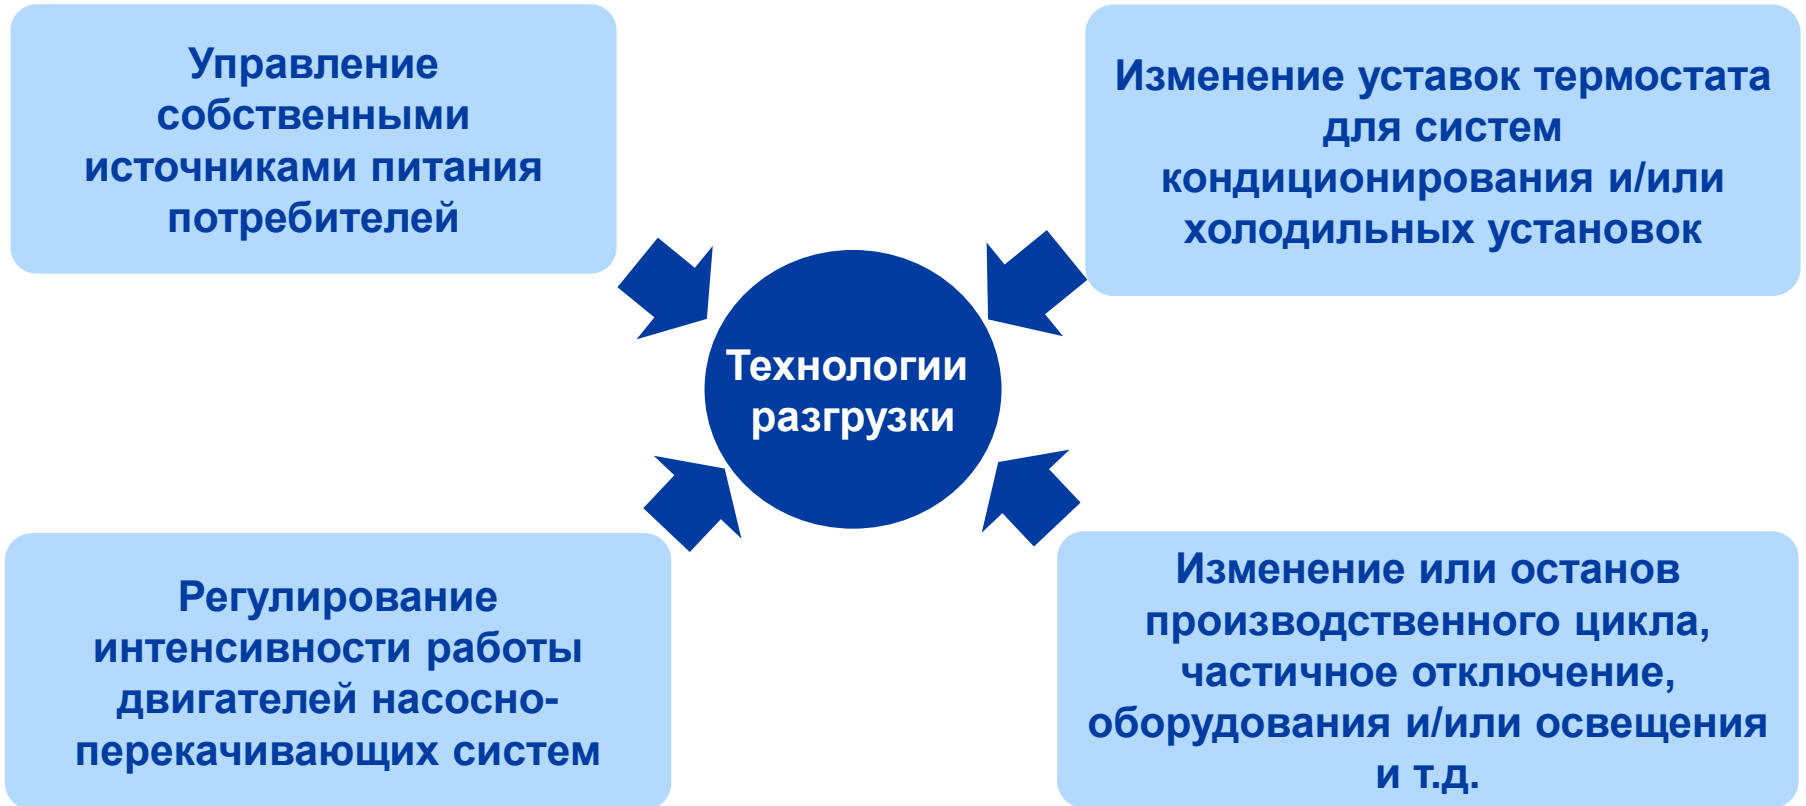 Управление
собственными
источниками питания
потребителей
Изменение уставок термостата
для систем
кондиционирования и/или
холодильных установок
Технологии
разгрузки
Регулирование
интенсивности работы
двигателей насосно-
перекачивающих систем
Изменение или останов
производственного цикла,
частичное отключение,
оборудования и/или освещения
и т.д.